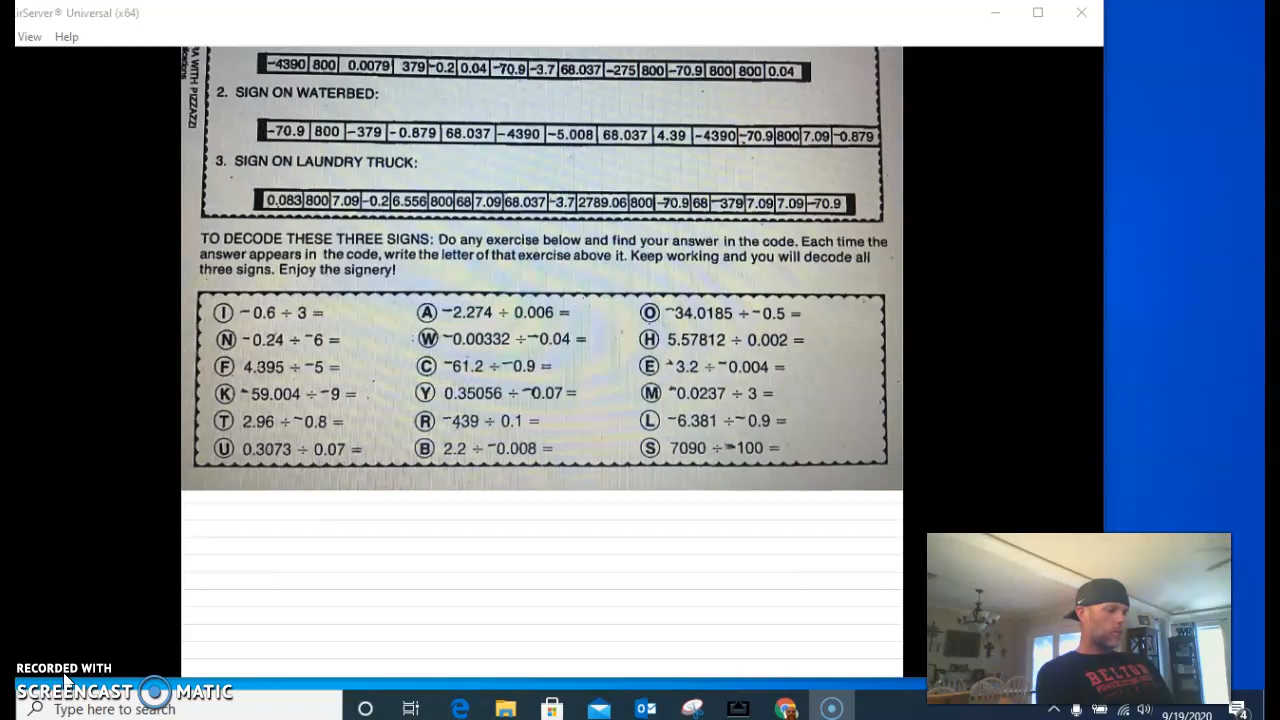 irServer® Universal (x64)
View Help
RA WITH PIZZAZZ!
-4390 800 0.0079 379 -0.2 0.04 -70.9 -3.7 68.037 -275 800 -70.9 800 800 0.04
2. SIGN ON WATERBED:
-70.9 800 -379 -0.879 68.037 -4390 -5.008 68.037 4.39 -4390 -70.9 800 7.09 -0.879
3. SIGN ON LAUNDRY TRUCK:
0.083 800 7.09 -0.2 6.556 800 68 7.09 68.037 -3.7 2789.06 800 -70.9 68 -379 7.09 7.09 -70.9
TO DECODE THESE THREE SIGNS: Do any exercise below and find your answer in the code. Each time the
answer appears in the code, write the letter of that exercise above it. Keep working and you will decode all
three signs. Enjoy the signery!
I -0.6 ÷ 3 = A -2.274 ÷ 0.006 = O -34.0185 ÷ -0.5 =
N -0.24 ÷ -6 = W -0.00332 ÷ -0.04 = H 5.57812 ÷ 0.002 =
F 4.395 ÷ -5 = C -61.2 ÷ -0.9 = E -3.2 ÷ -0.004 =
K -59.004 ÷ -9 = Y 0.35056 ÷ -0.07 = M -0.0237 ÷ 3 =
T 2.96 ÷ -0.8 = R -439 ÷ 0.1 = L -6.381 ÷ -0.9 =
U 0.3073 ÷ 0.07 = B 2.2 ÷ -0.008 = S 7090 ÷ -100 =
BELTON
RECORDED WITH
SCREENCAST MATIC
Type here to search
9/19/2020
4